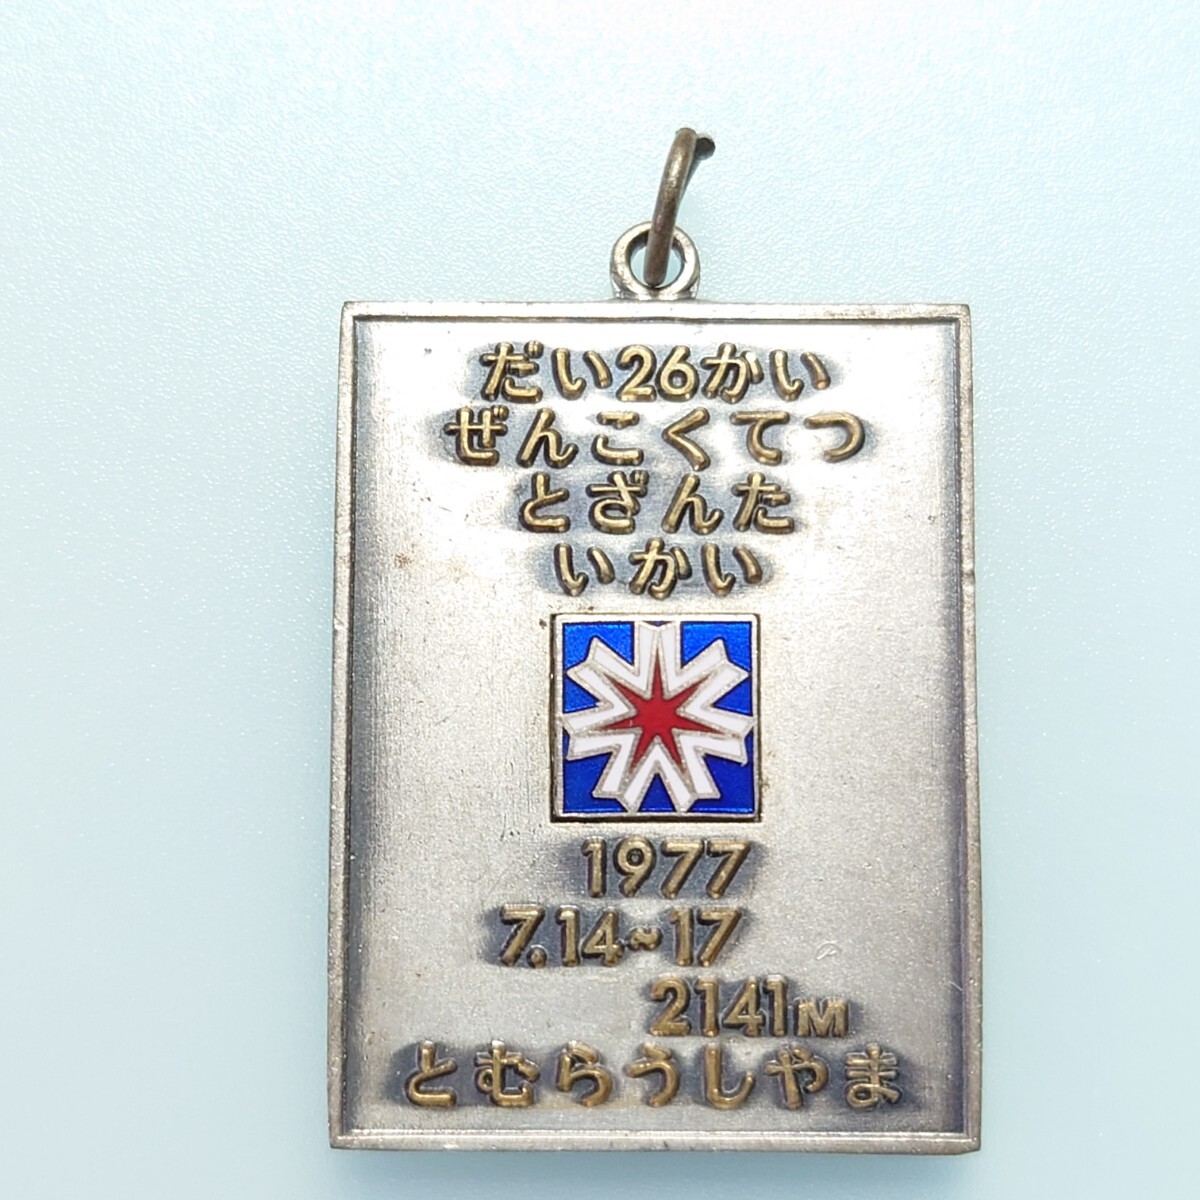 だい26かい
ぜんこくてつ
とざんた
いかい
1977
7.14~17
2141M
とむらうしやま